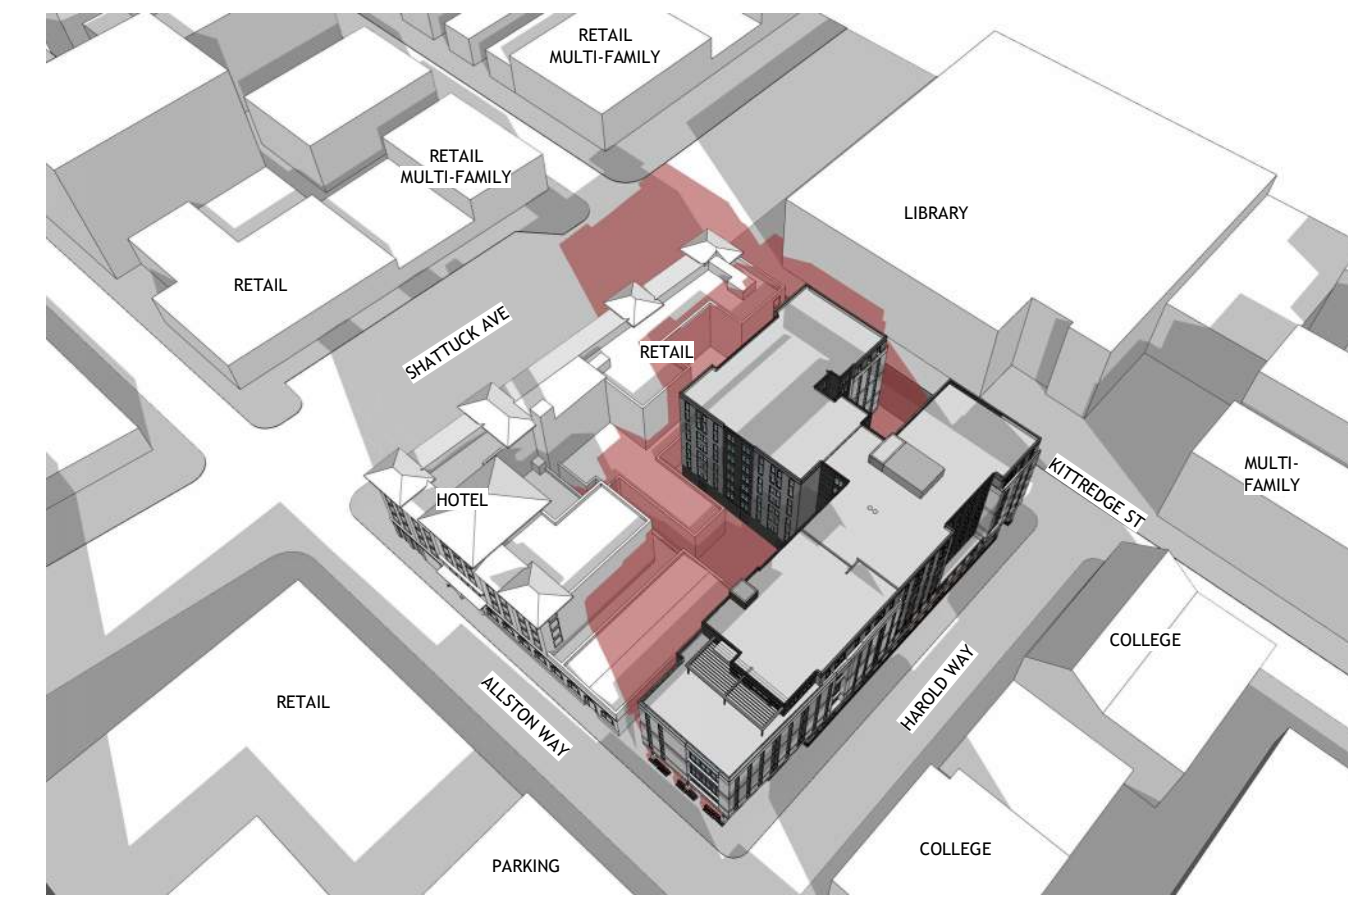 RETAIL
MULTI-FAMILY
RETAIL
MULTI-FAMILY
LIBRARY
RETAIL
SHATTUCK AVE
RETAIL
MULTI-
FAMILY
HOTEL
KITTREDGE ST
COLLEGE
HAROLD WAY
RETAIL
ALLSTON WAY
COLLEGE
PARKING